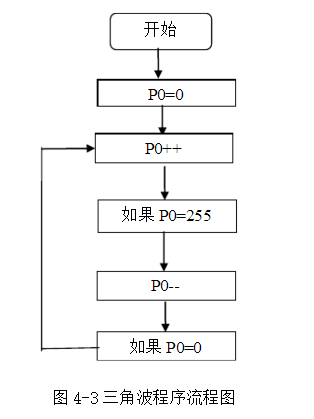 开始
P0=0
P0++
如果 P0=255
P0--
如果 P0=0
图 4-3 三角波程序流程图